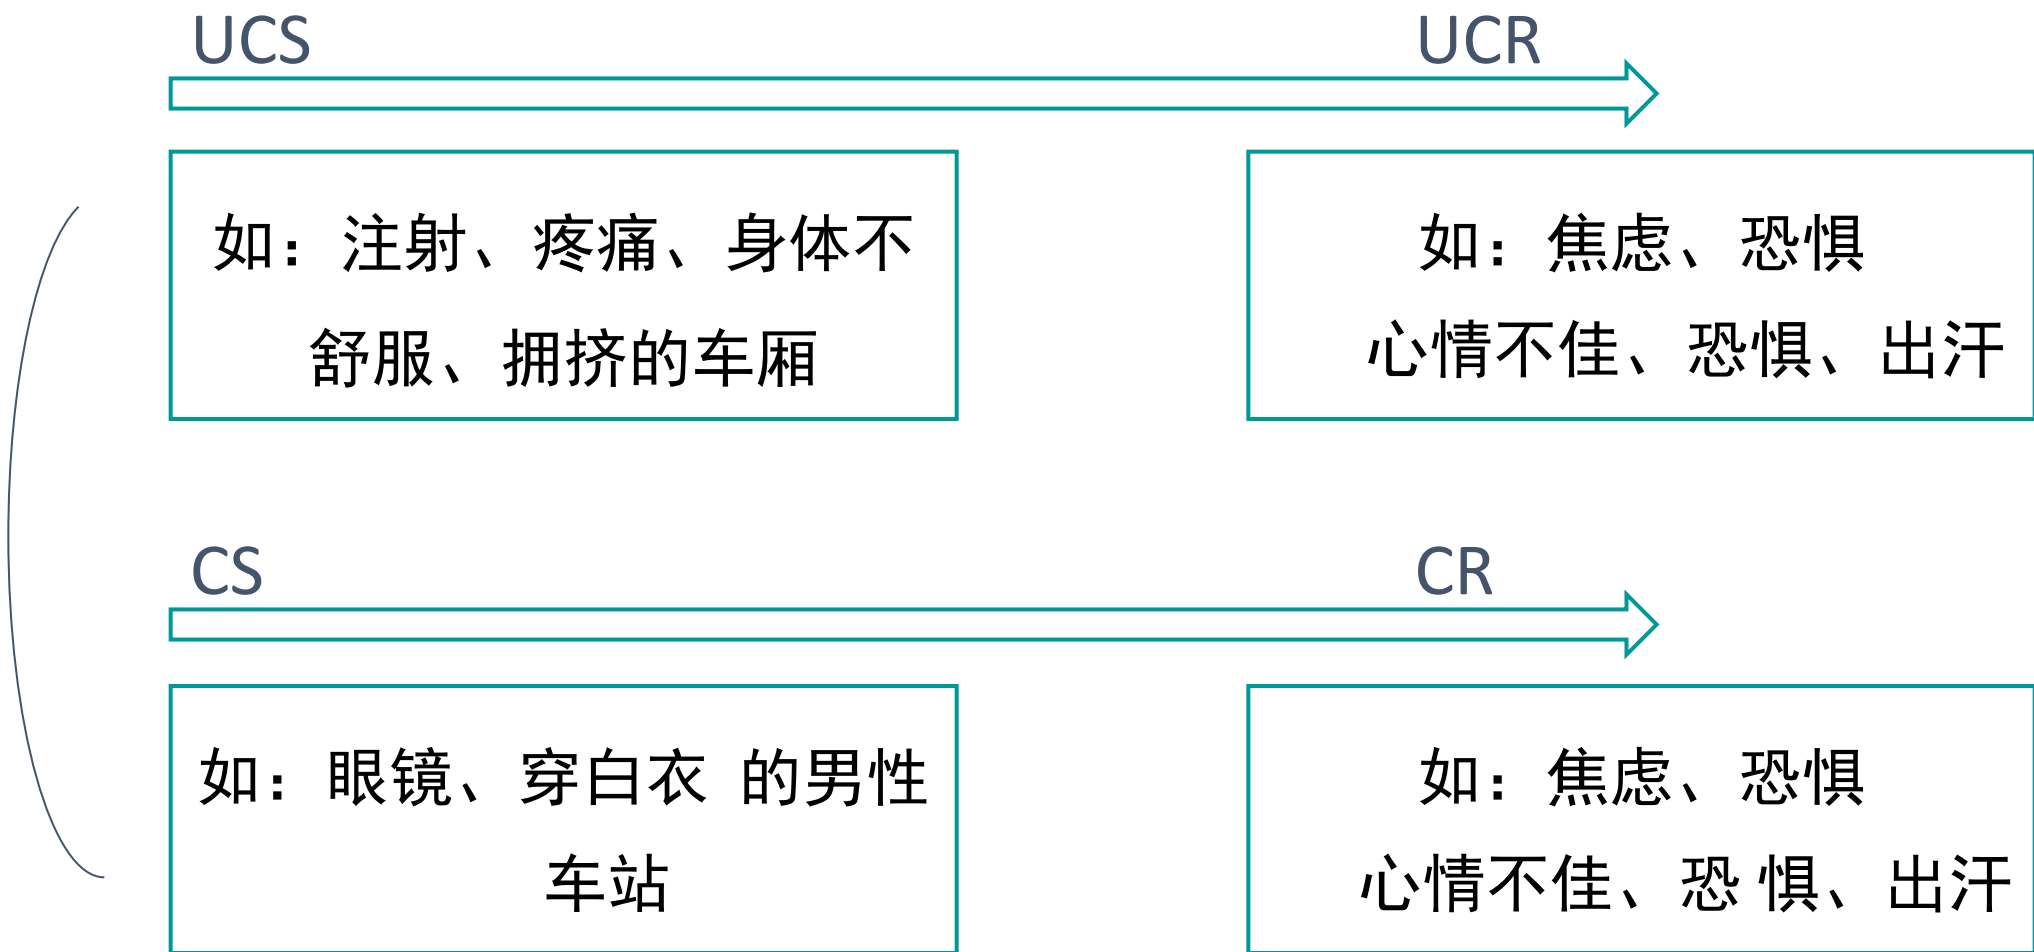 UCS
UCR
如：注射、疼痛、身体不
舒服、拥挤的车厢
如：焦虑、恐惧
心情不佳、恐惧、出汗
CS
CR
如：眼镜、穿白衣 的男性
车站
如：焦虑、恐惧
心情不佳、恐 惧、出汗